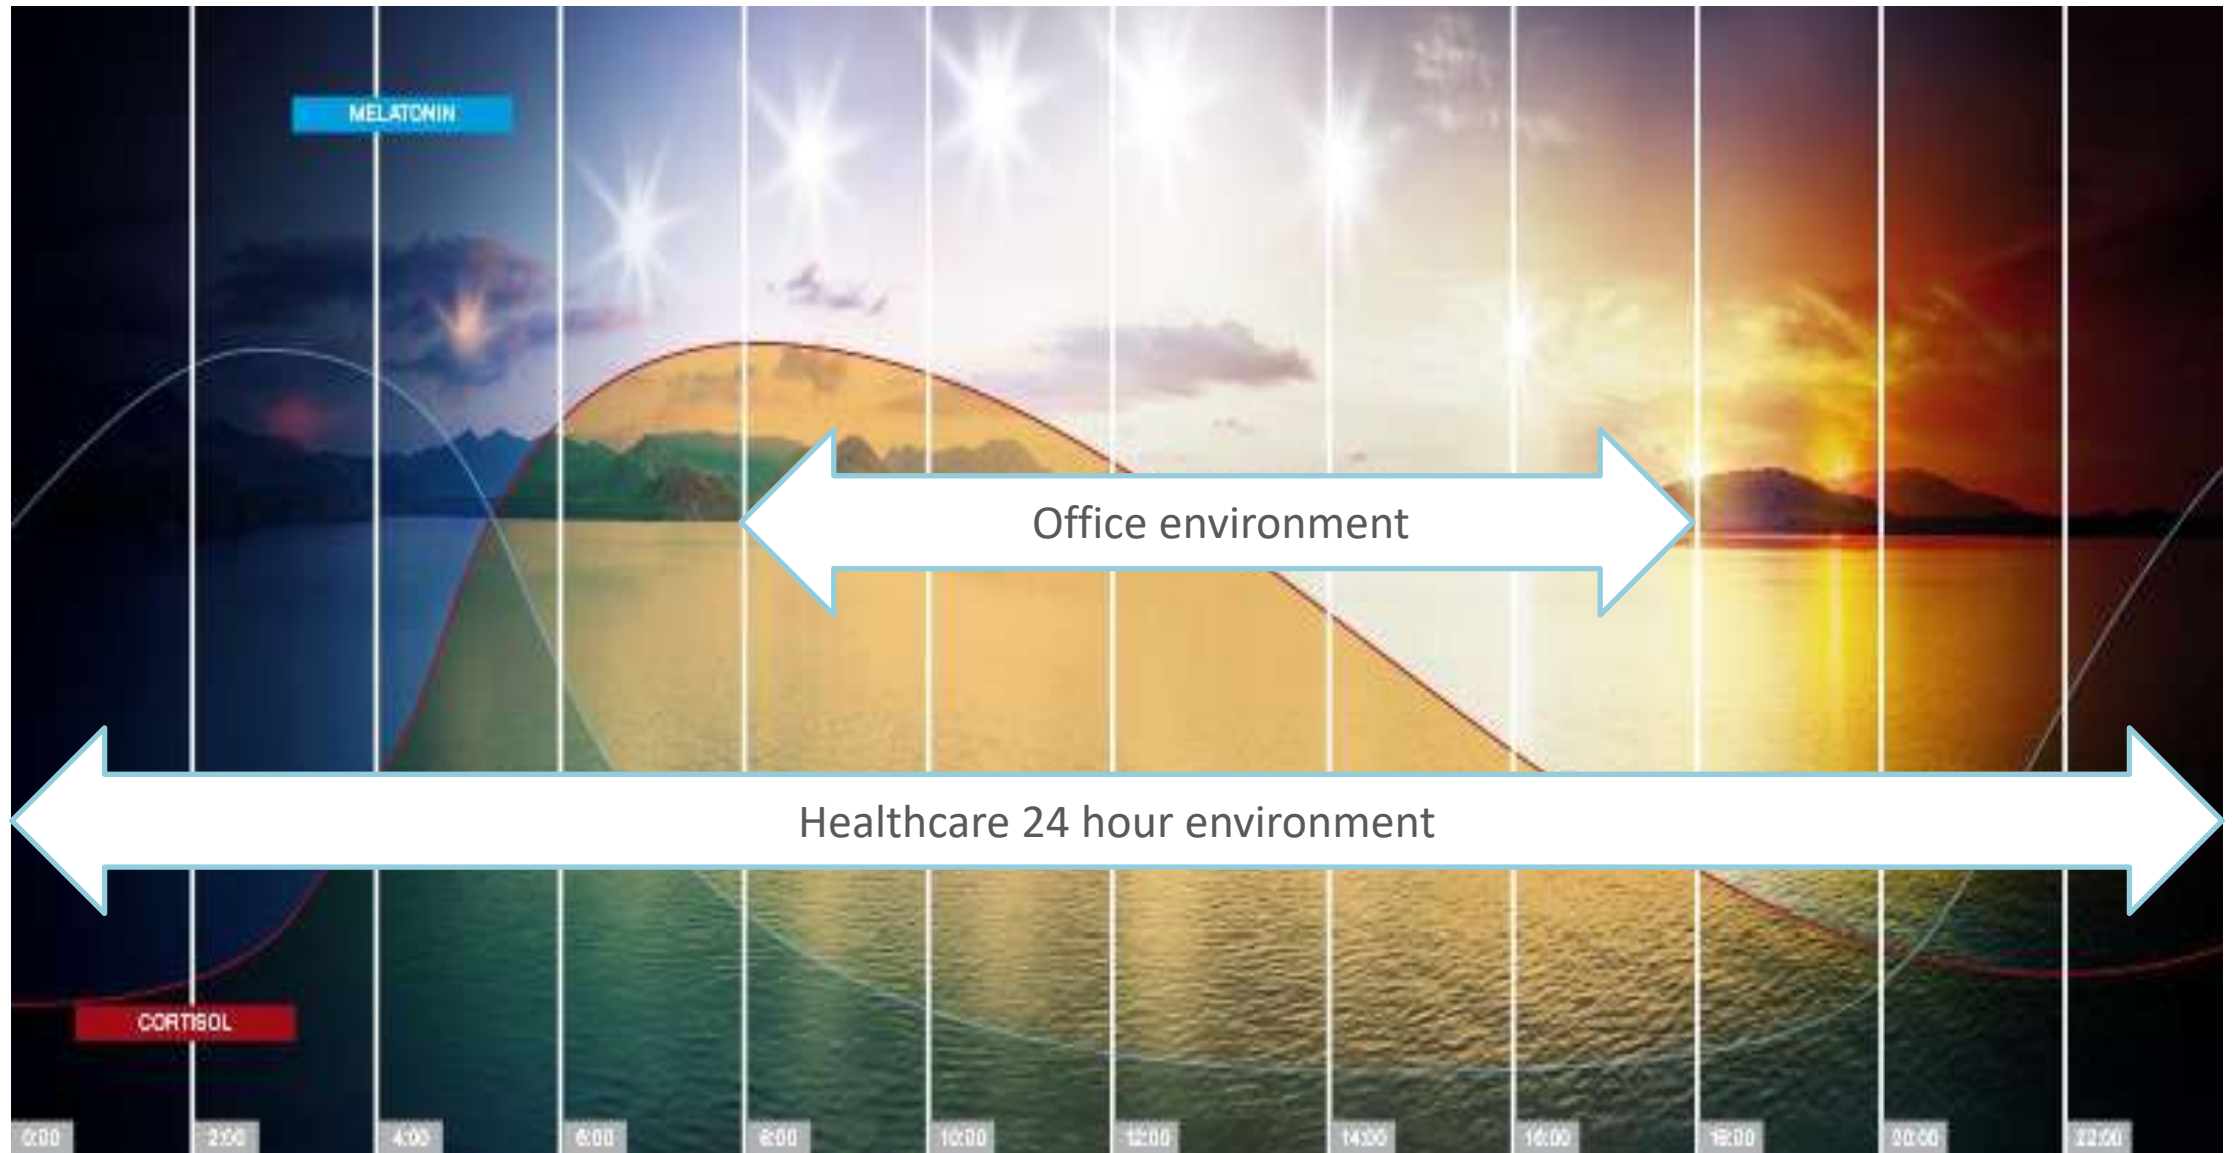 MELATONIN
Office environment
Healthcare 24 hour environment
CORTISOL
0:00 2:00 4:00 6:00 8:00 10:00 12:00 14:00 16:00 18:00 20:00 22:00